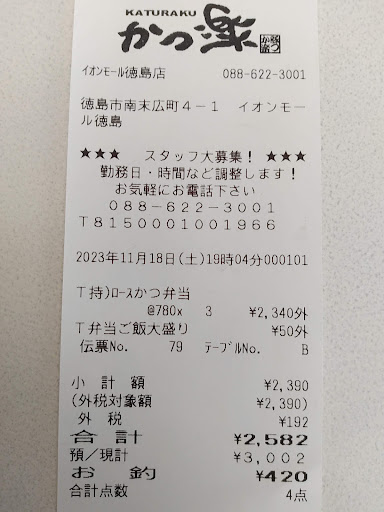 KATURAKU
かつ楽
イオンモール徳島店 088-622-3001
徳島市南末広町4-1 イオンモー
ル徳島
★★★ スタッフ大募集! ★★★
勤務日・時間など調整します!
お気軽にお電話下さい
088-622-3001
T8150001001966
2023年11月18日(土)19時04分000101
T持)ロースかつ弁当
@780x 3 ¥2,340外
T弁当ご飯大盛り ¥50外
伝票No. 79 テーブルNo. B
小 計 額 ¥2,390
(外税対象額 ¥2,390)
外 税 ¥192
合 計 ¥2,582
預/現計 ¥3,002
お 釣 ¥420
合計点数 4点